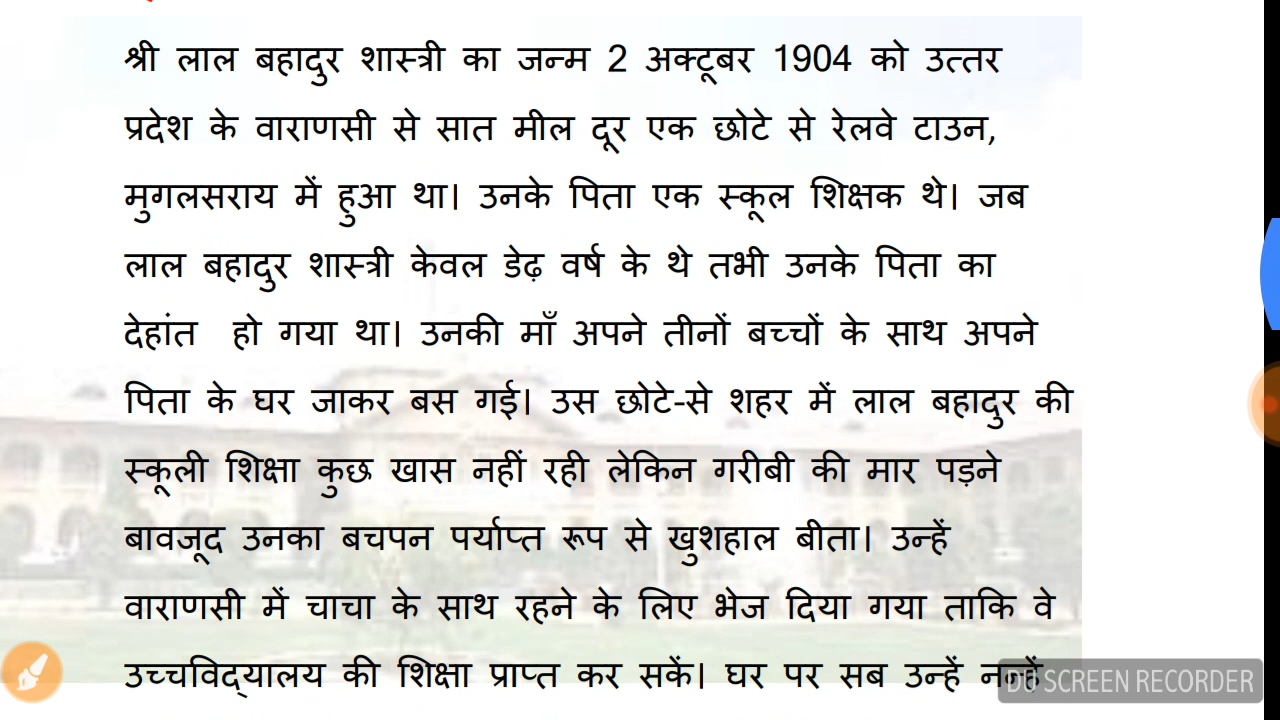 श्री लाल बहादुर शास्त्री का जन्म 2 अक्टूबर 1904 को उत्तर
प्रदेश के वाराणसी से सात मील दूर एक छोटे से रेलवे टाउन,
मुगलसराय में हुआ था। उनके पिता एक स्कूल शिक्षक थे। जब
लाल बहादुर शास्त्री केवल डेढ़ वर्ष के थे तभी उनके पिता का
देहांत हो गया था। उनकी माँ अपने तीनों बच्चों के साथ अपने
पिता के घर जाकर बस गई। उस छोटे-से शहर में लाल बहादुर की
स्कूली शिक्षा कुछ खास नहीं रही लेकिन गरीबी की मार पड़ने
बावजूद उनका बचपन पर्याप्त रूप से खुशहाल बीता। उन्हें
वाराणसी में चाचा के साथ रहने के लिए भेज दिया गया ताकि वे
उच्चविद्यालय की शिक्षा प्राप्त कर सकें। घर पर सब उन्हें नन्हें
DU SCREEN RECORDER